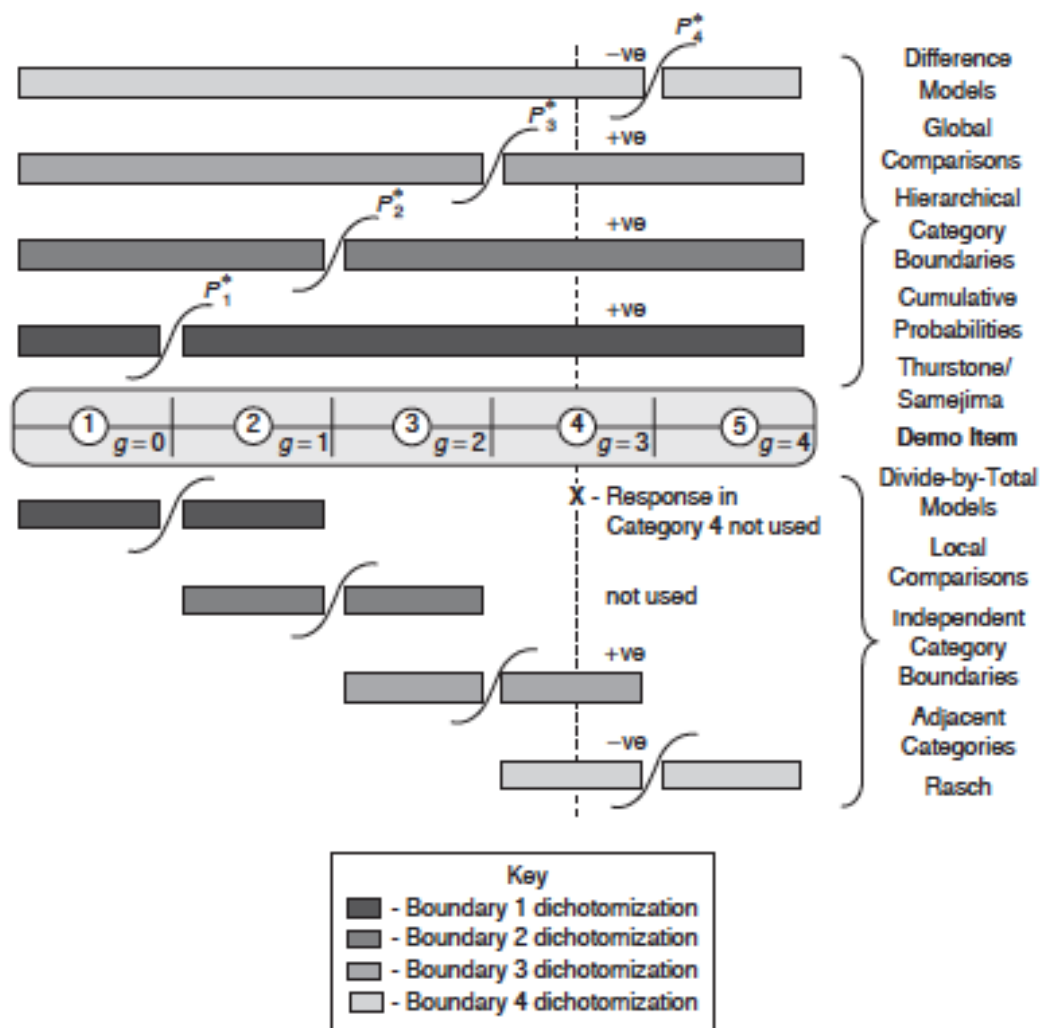 P*4
−ve
Difference
Models
P*3
+ve
Global
Comparisons
P*2
+ve
Hierarchical
Category
Boundaries
P*1
+ve
Cumulative
Probabilities
Thurstone/
Samejima
1 g=0 2 g=1 3 g=2 4 g=3 5 g=4
Demo Item
X - Response in
Category 4 not used
not used
+ve
−ve
Divide-by-Total
Models
Local
Comparisons
Independent
Category
Boundaries
Adjacent
Categories
Rasch
Key
- Boundary 1 dichotomization
- Boundary 2 dichotomization
- Boundary 3 dichotomization
- Boundary 4 dichotomization